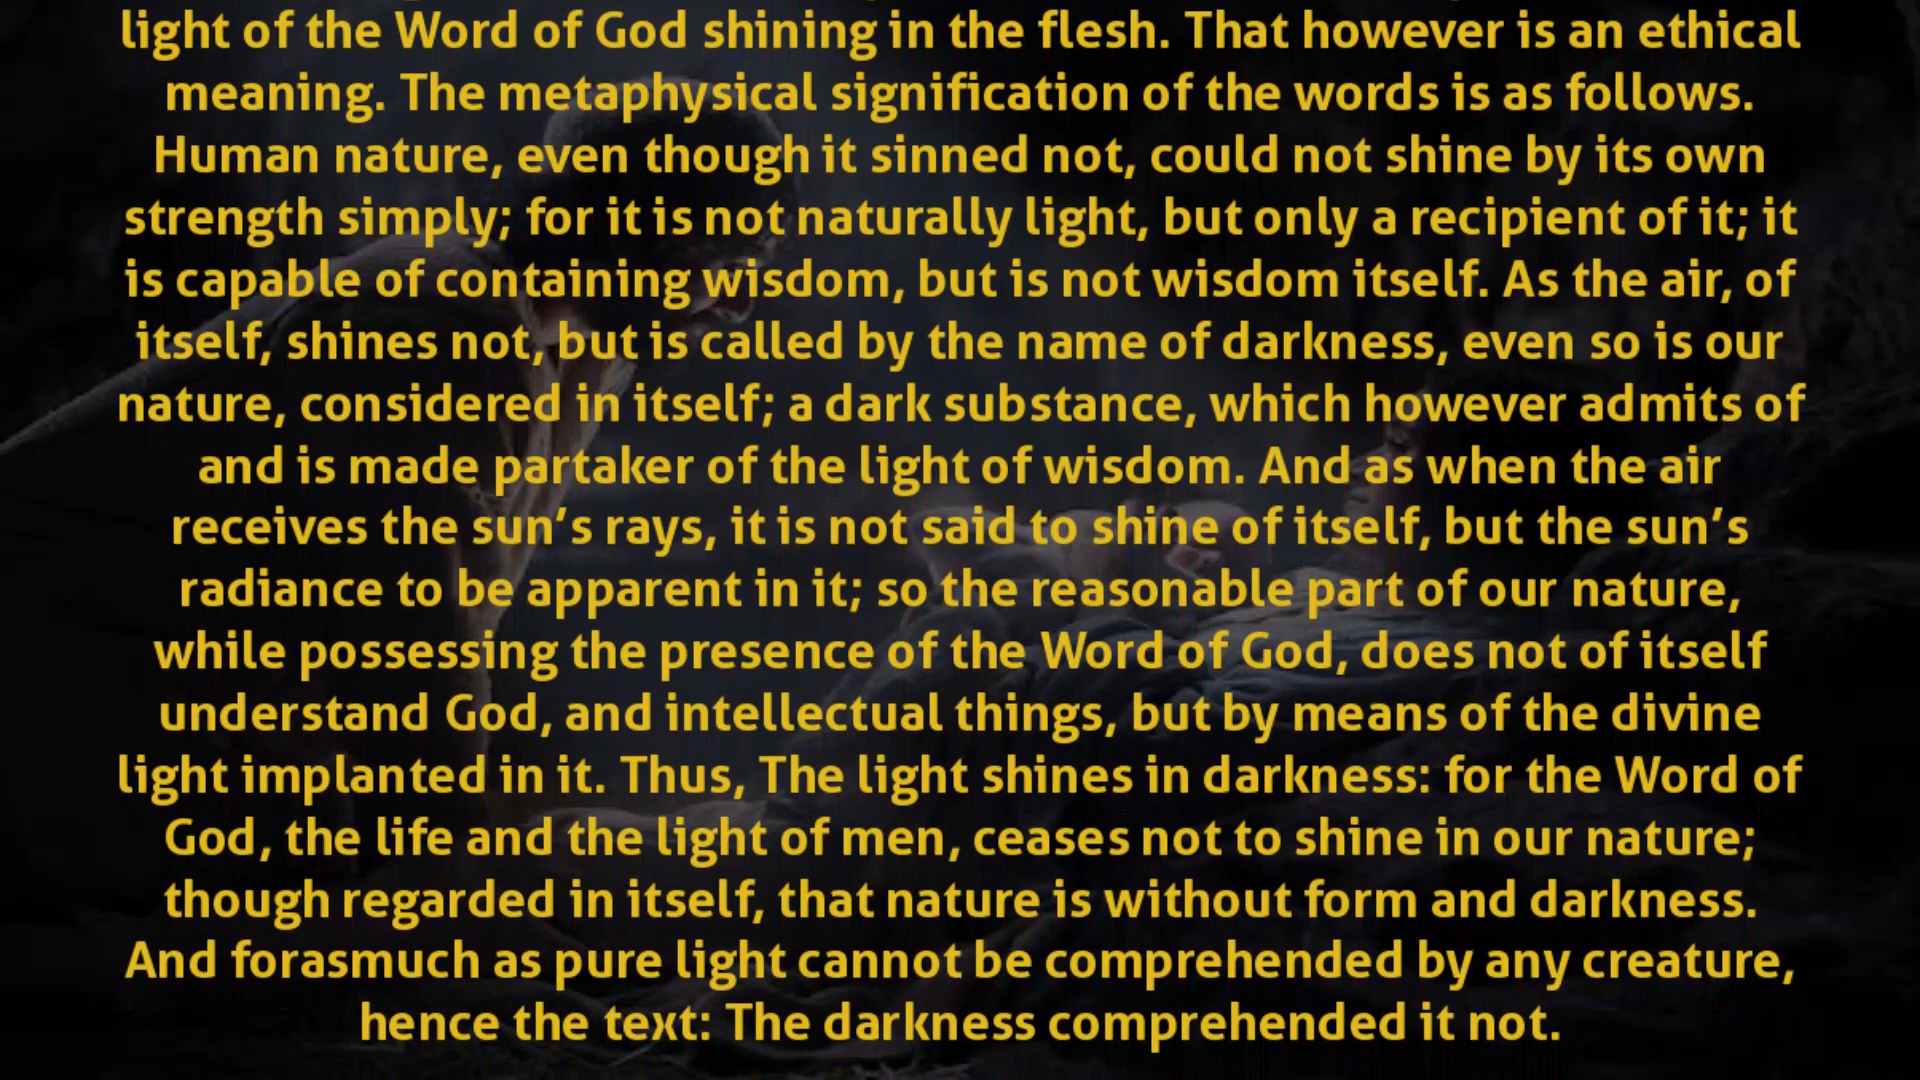 light of the Word of God shining in the flesh. That however is an ethical
meaning. The metaphysical signification of the words is as follows.
Human nature, even though it sinned not, could not shine by its own
strength simply; for it is not naturally light, but only a recipient of it; it
is capable of containing wisdom, but is not wisdom itself. As the air, of
itself, shines not, but is called by the name of darkness, even so is our
nature, considered in itself; a dark substance, which however admits of
and is made partaker of the light of wisdom. And as when the air
receives the sun’s rays, it is not said to shine of itself, but the sun’s
radiance to be apparent in it; so the reasonable part of our nature,
while possessing the presence of the Word of God, does not of itself
understand God, and intellectual things, but by means of the divine
light implanted in it. Thus, The light shines in darkness: for the Word of
God, the life and the light of men, ceases not to shine in our nature;
though regarded in itself, that nature is without form and darkness.
And forasmuch as pure light cannot be comprehended by any creature,
hence the text: The darkness comprehended it not.